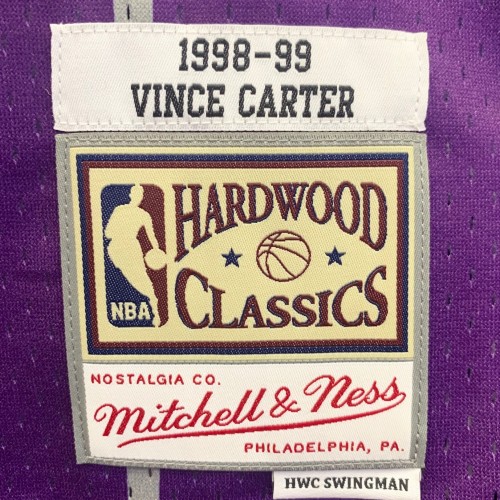 1998-99
VINCE CARTER
HARDWOOD
CLASSICS
NBA
NOSTALGIA CO.
Mitchell & Ness
PHILADELPHIA, PA.
HWC SWINGMAN